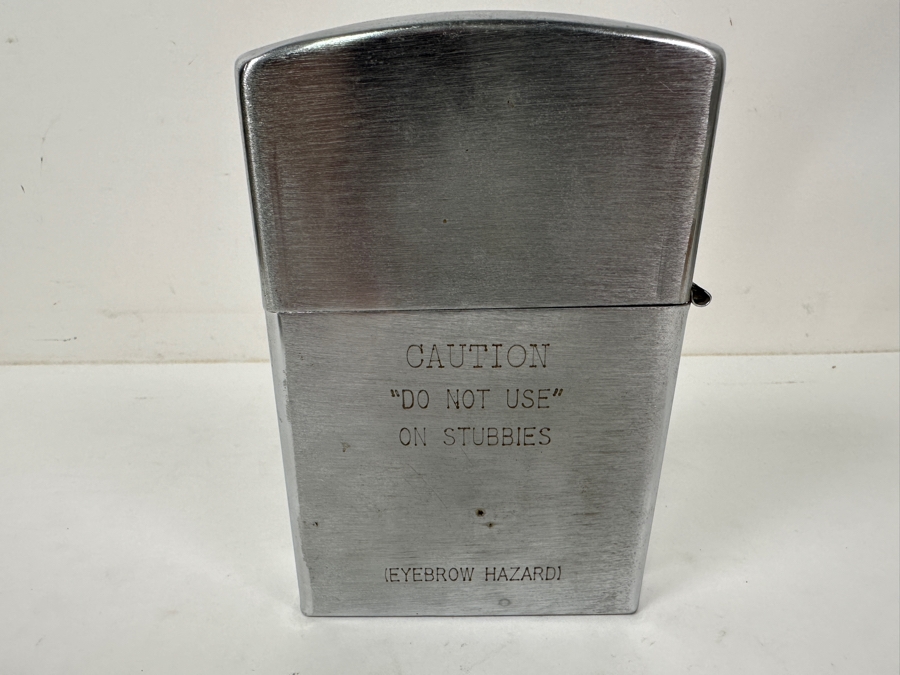 CAUTION
"DO NOT USE"
ON STUBBIES
(EYEBROW HAZARD)